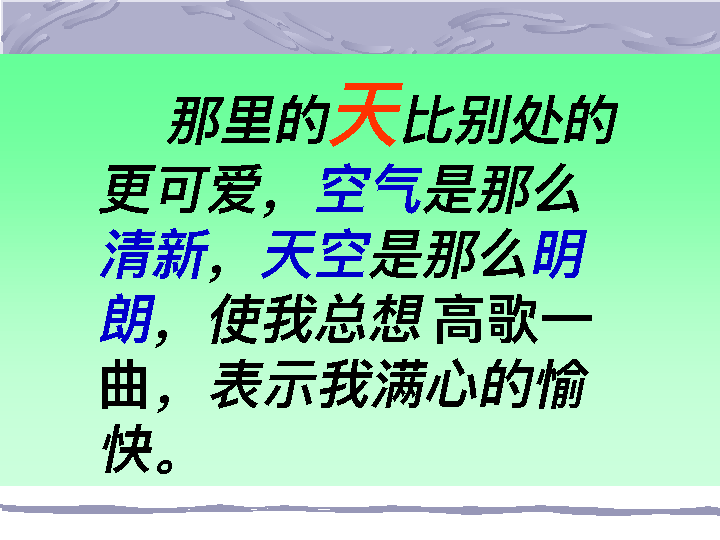 那里的天比别处的
更可爱，空气是那么
清新，天空是那么明
朗，使我总想高歌一
曲，表示我满心的愉
快。